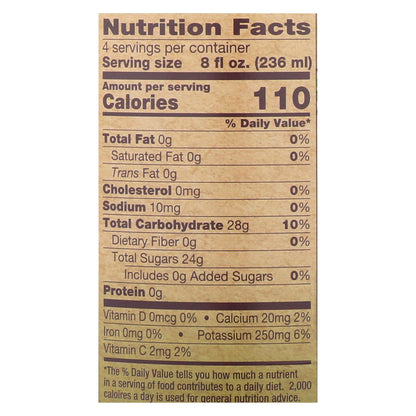 Nutrition Facts
4 servings per container
Serving size 8 fl oz. (236 ml)
Amount per serving
Calories 110
% Daily Value*
Total Fat 0g 0%
Saturated Fat 0g 0%
Trans Fat 0g
Cholesterol 0mg 0%
Sodium 10mg 0%
Total Carbohydrate 28g 10%
Dietary Fiber 0g 0%
Total Sugars 24g
Includes 0g Added Sugars 0%
Protein 0g
Vitamin D 0mcg 0% • Calcium 20mg 2%
Iron 0mg 0% • Potassium 250mg 6%
Vitamin C 2mg 2%
*The % Daily Value tells you how much a nutrient
in a serving of food contributes to a daily diet. 2,000
caloires a day is used for general nutrition advice.